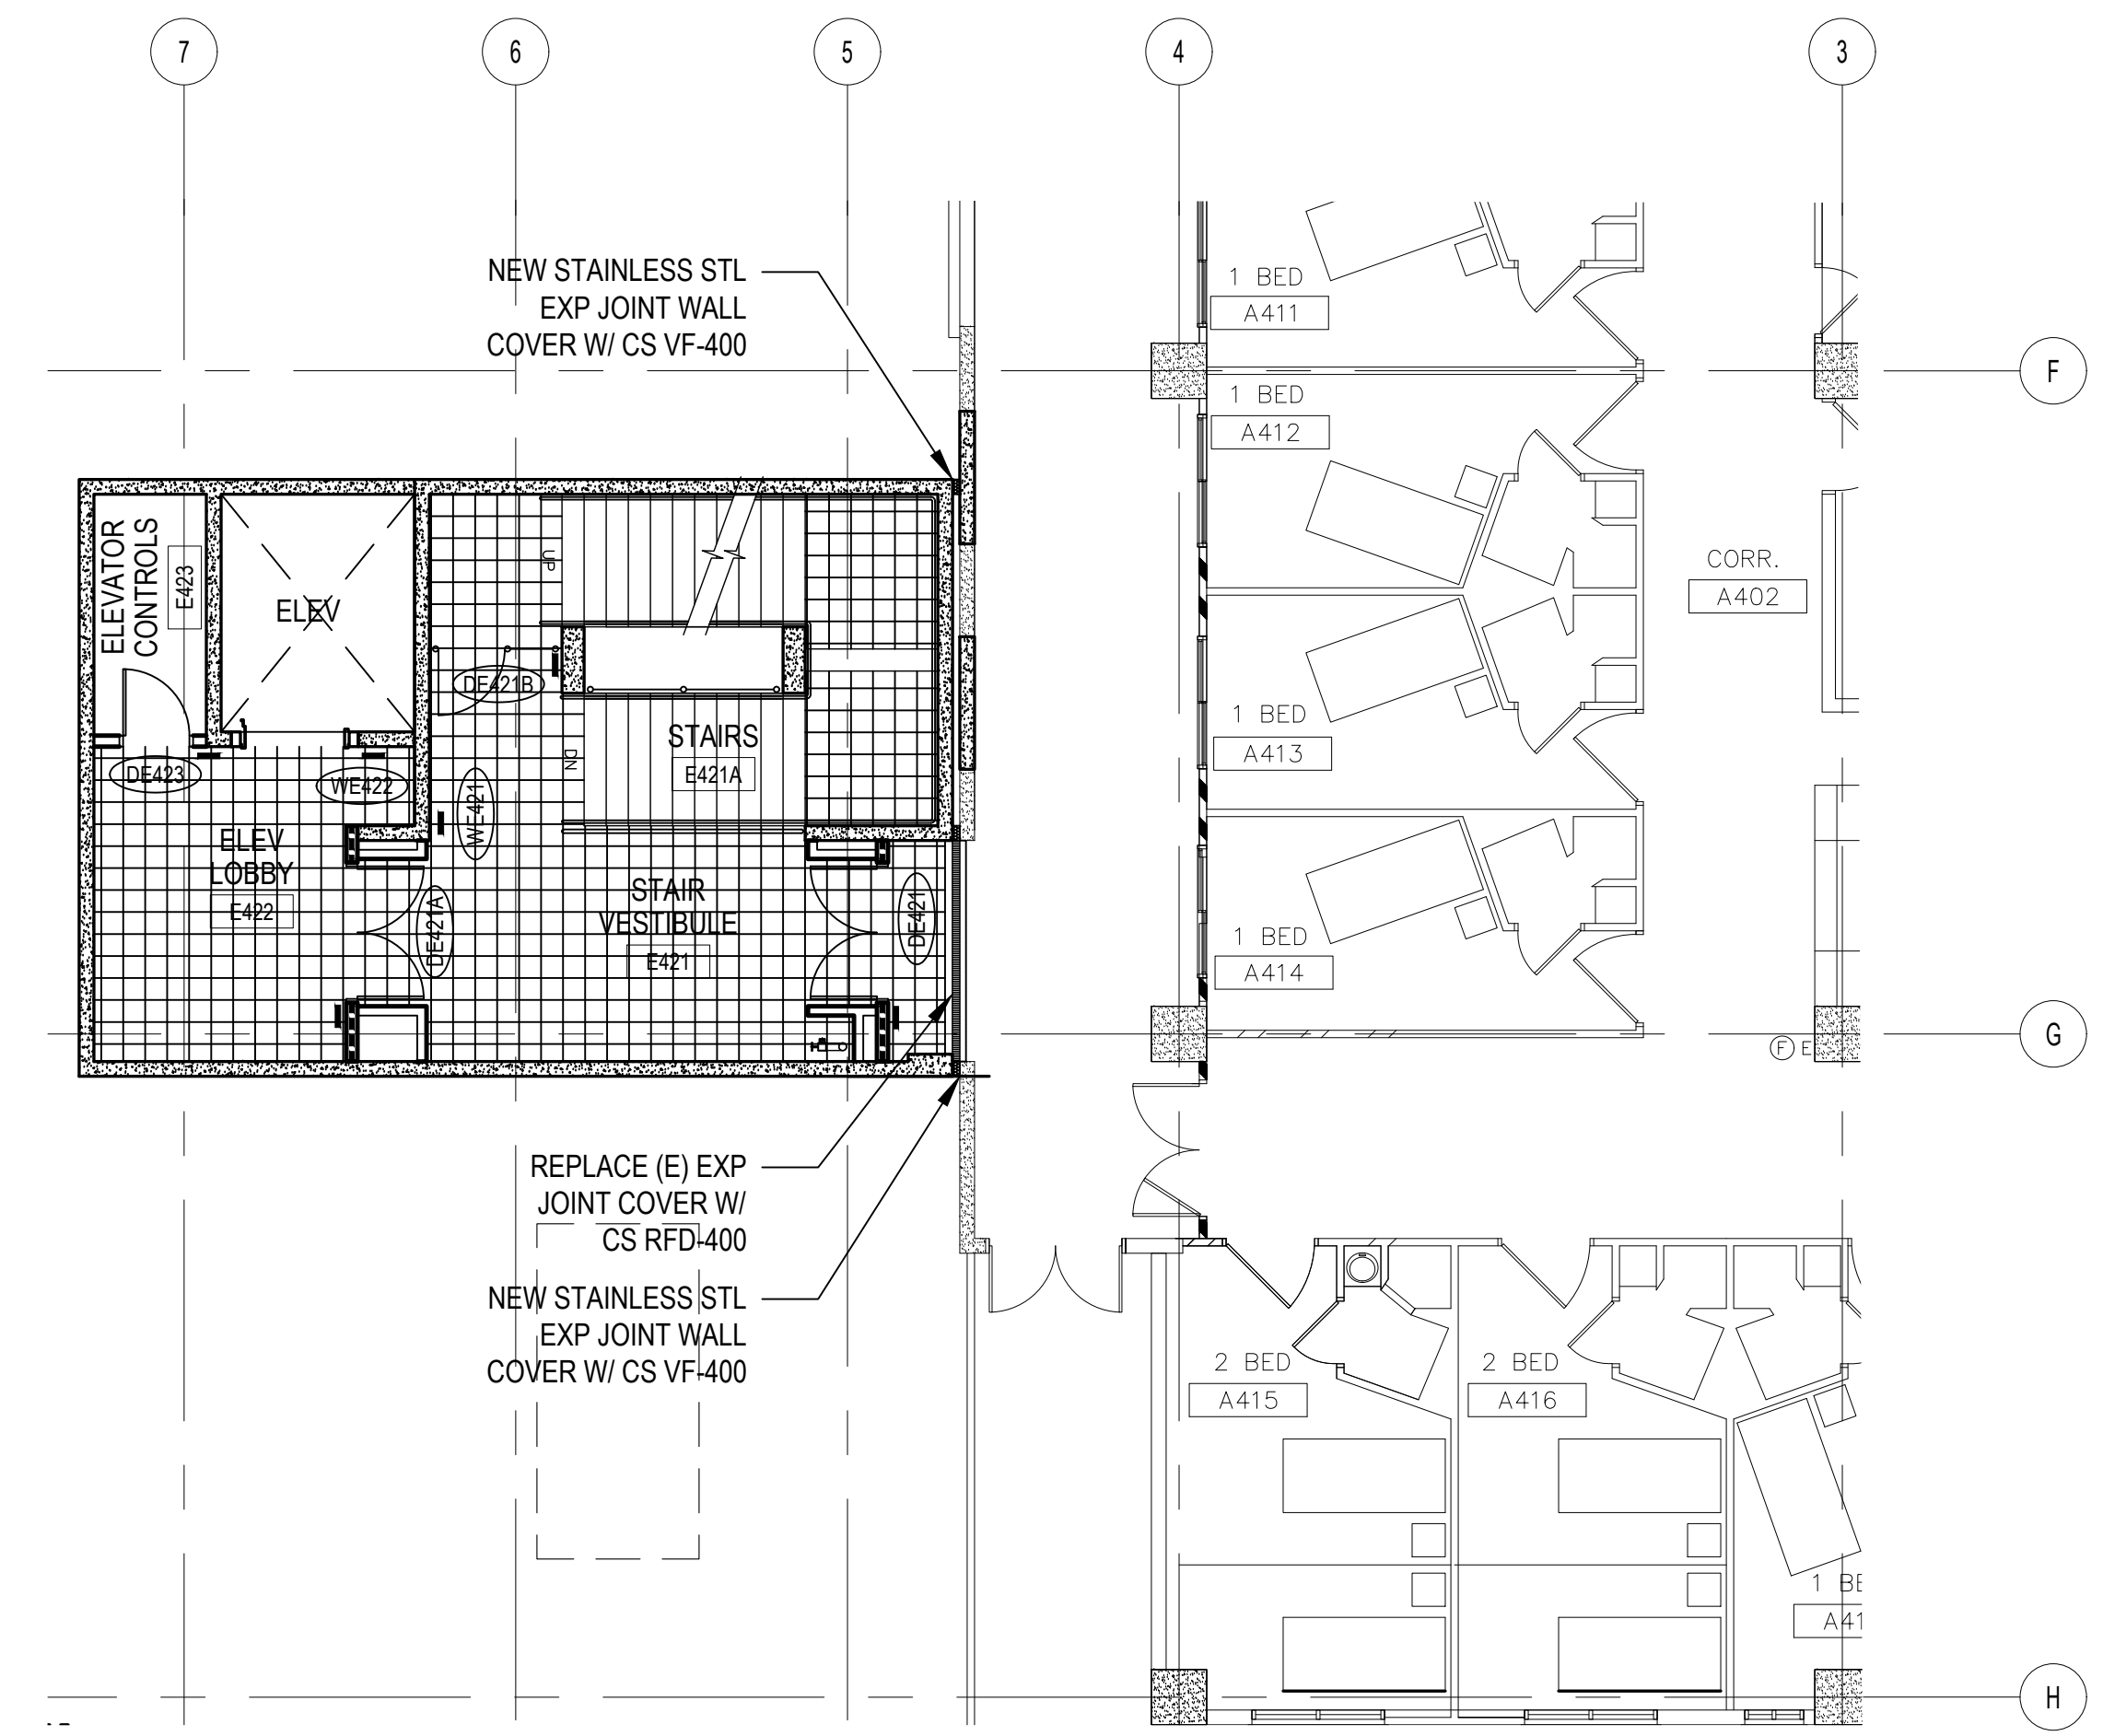 7
6
5
4
3
NEW STAINLESS STL
EXP JOINT WALL
COVER W/ CS VF-400
1 BED
A411
F
1 BED
A412
ELEVATOR
CONTROLS
E423
ELEV
UP
CORR.
A402
DE421B
STAIRS
E421A
DN
1 BED
A413
DE423
WE422
WE421
ELEV
LOBBY
E422
DE421A
STAIR
VESTIBULE
E421
DE421
1 BED
A414
G
F E
REPLACE (E) EXP
JOINT COVER W/
CS RFD-400
NEW STAINLESS STL
EXP JOINT WALL
COVER W/ CS VF-400
2 BED
A415
2 BED
A416
1 BE
A41
H